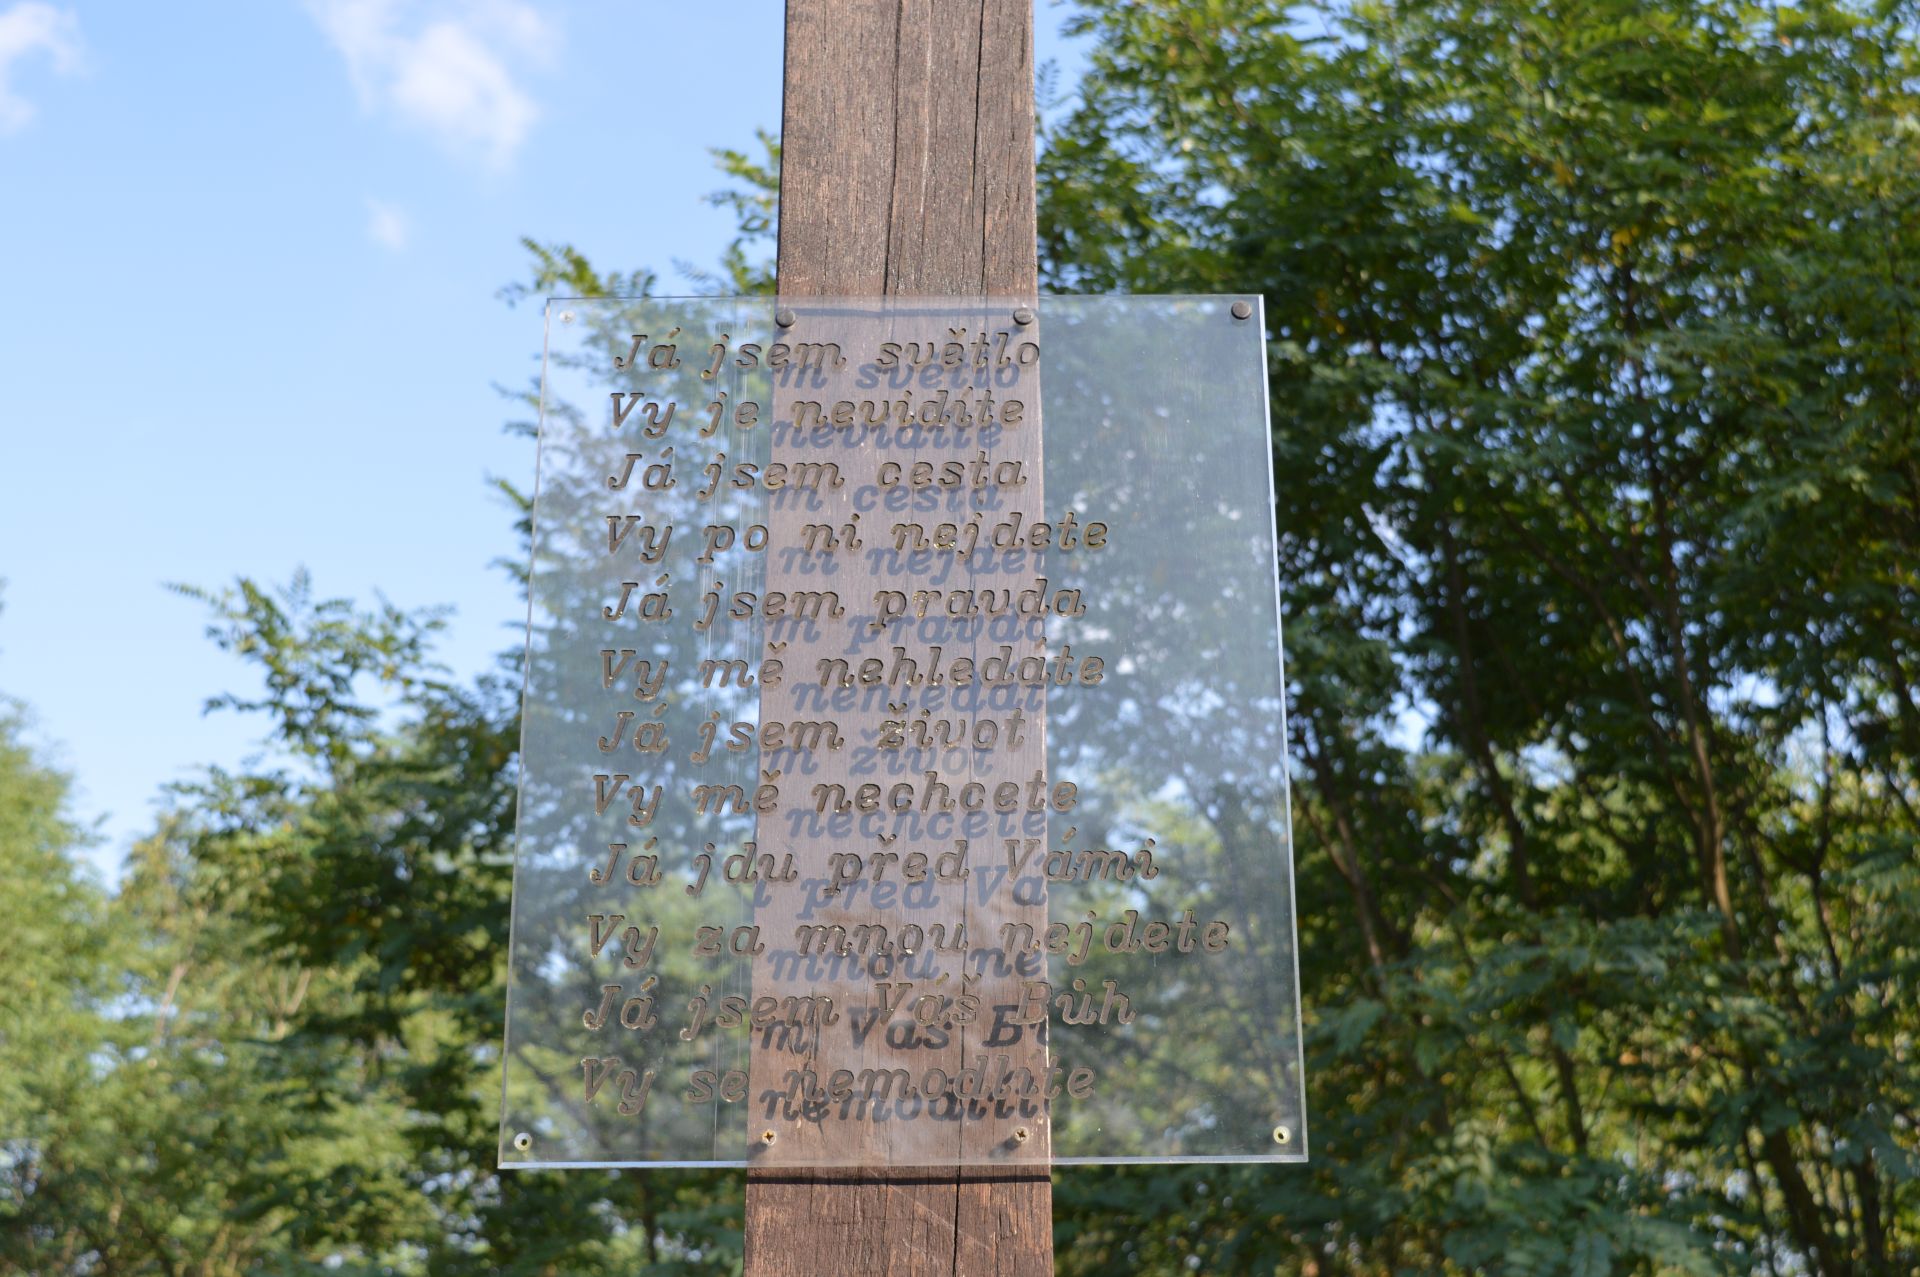 Já jsem světlo
Vy je nevidíte
Já jsem cesta
Vy po ni nejdete
Já jsem pravda
Vy mě nehledáte
Já jsem život
Vy mě nechcete
Já jdu před Vámi
Vy za mnou nejdete
Já jsem Váš Bůh
Vy se nemodlíte